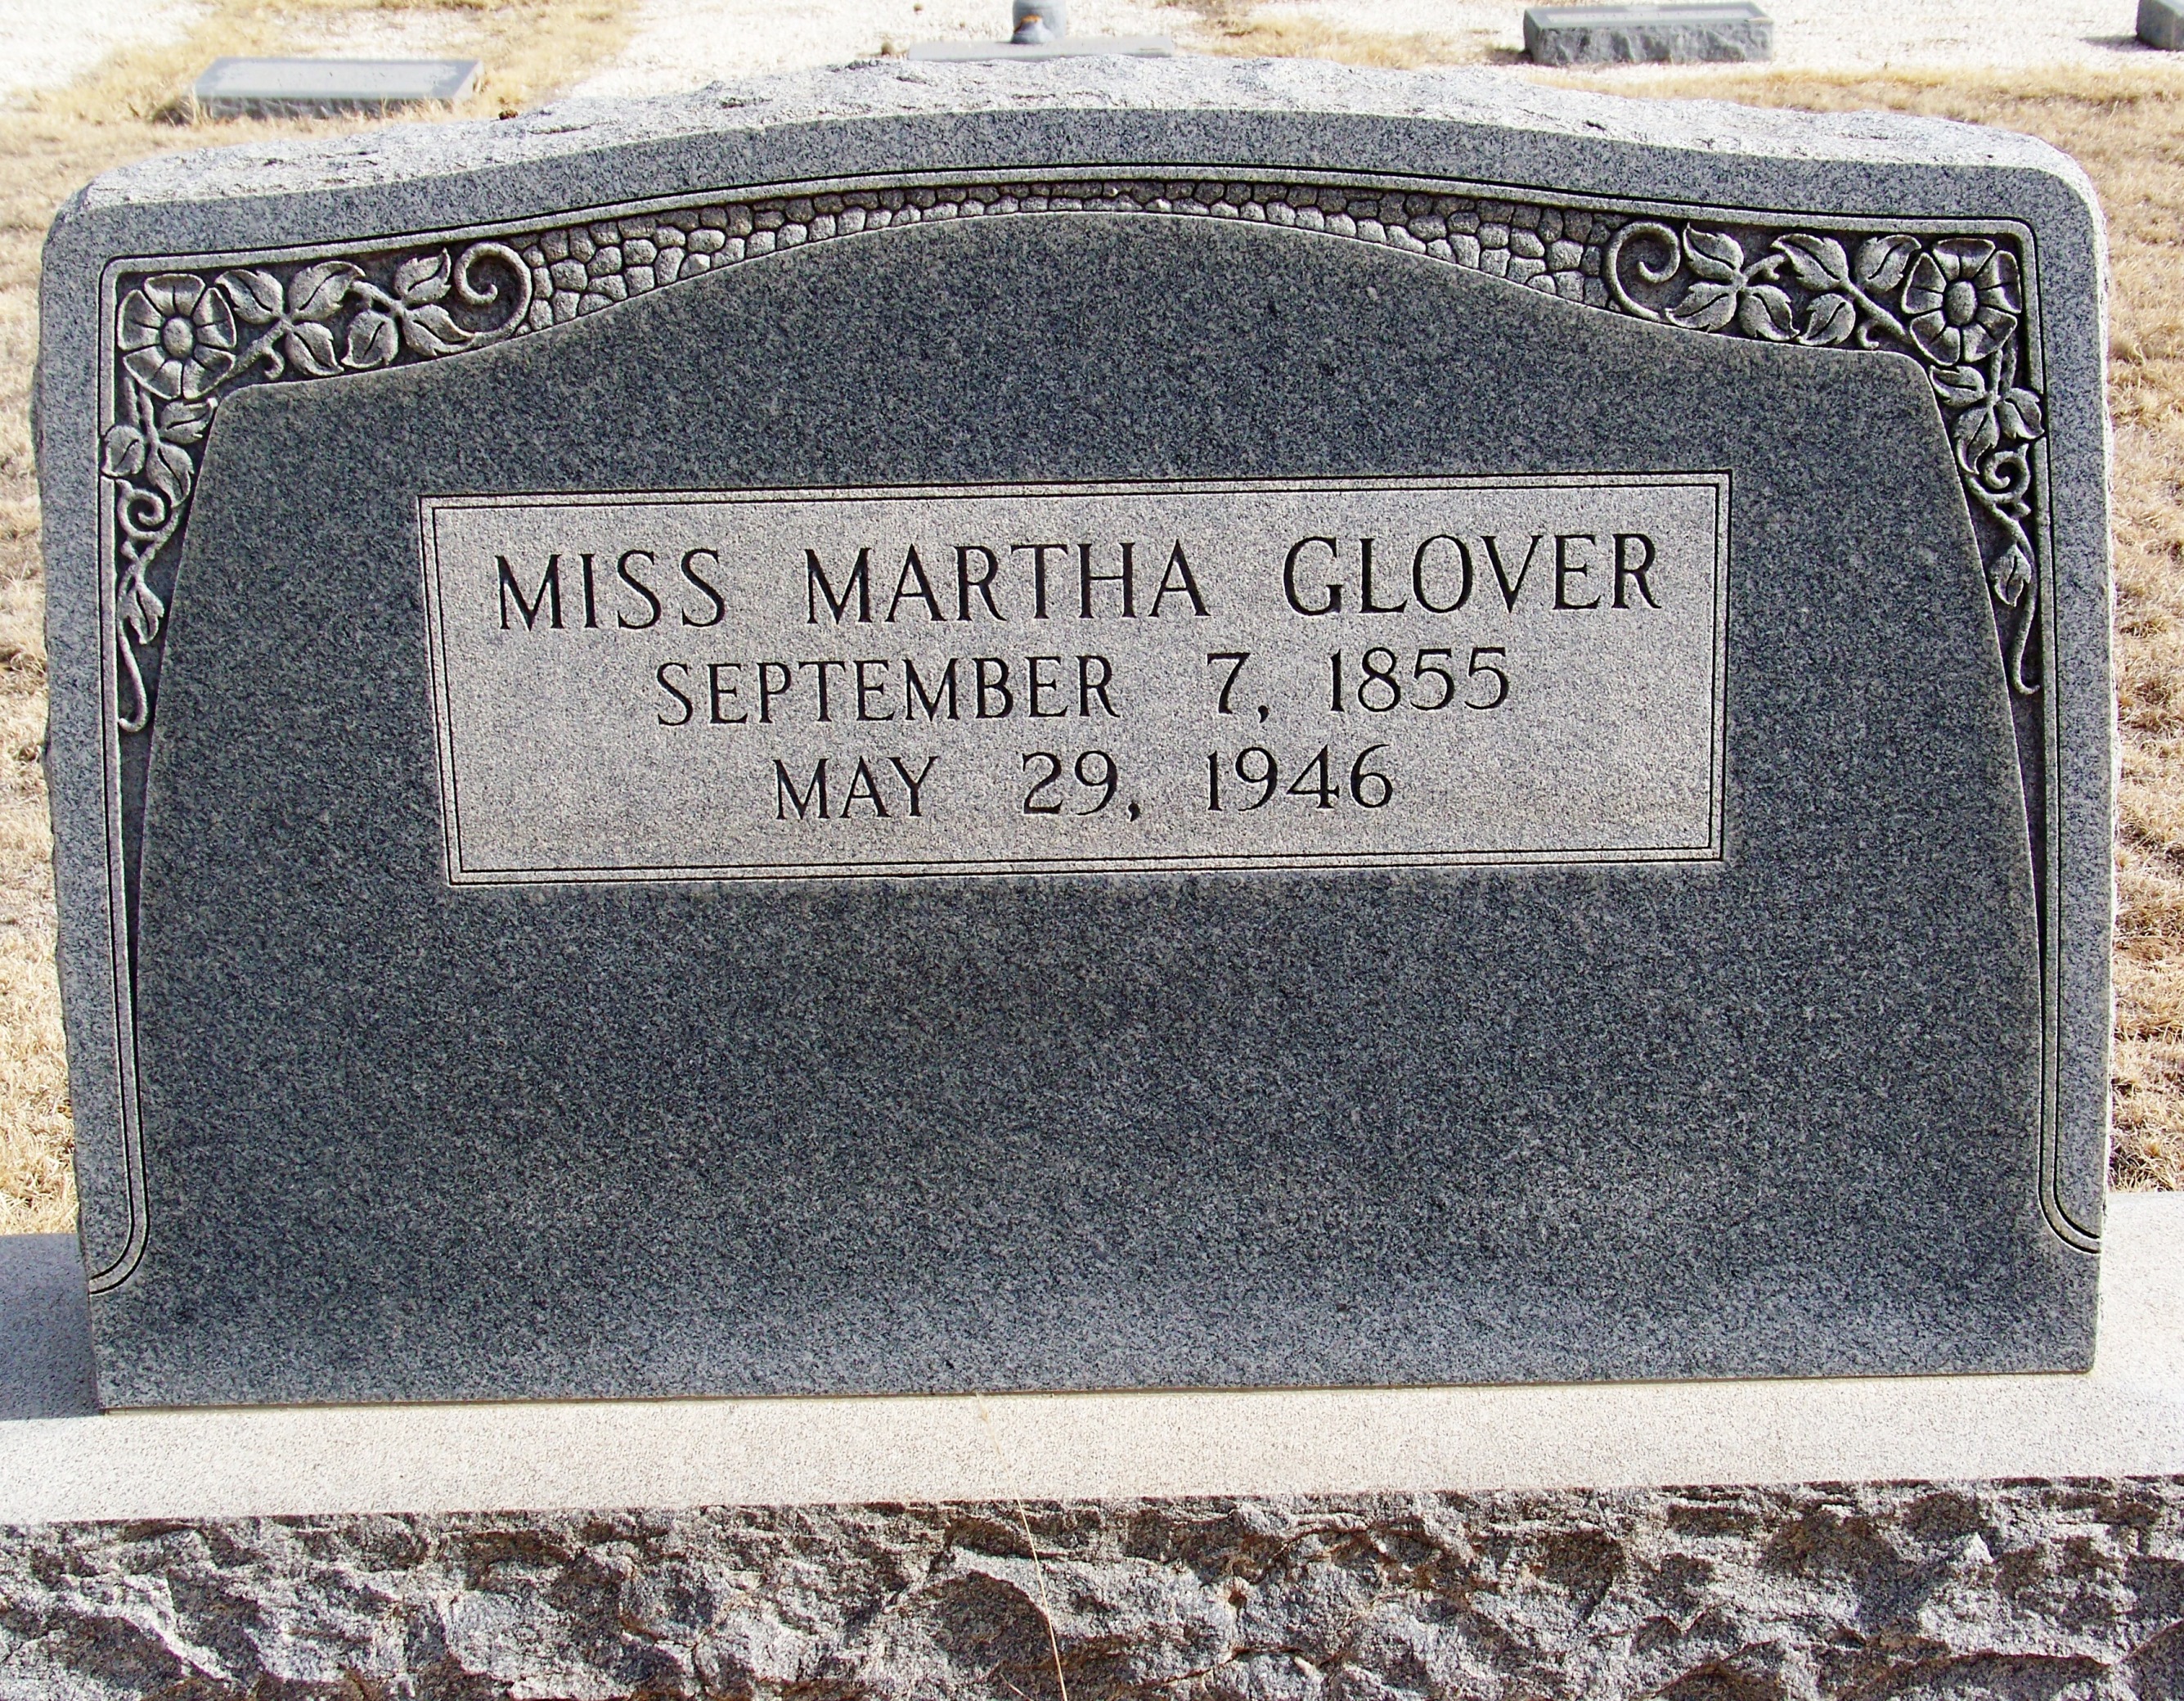 MISS MARTHA GLOVER
SEPTEMBER 7, 1855
MAY 29, 1946